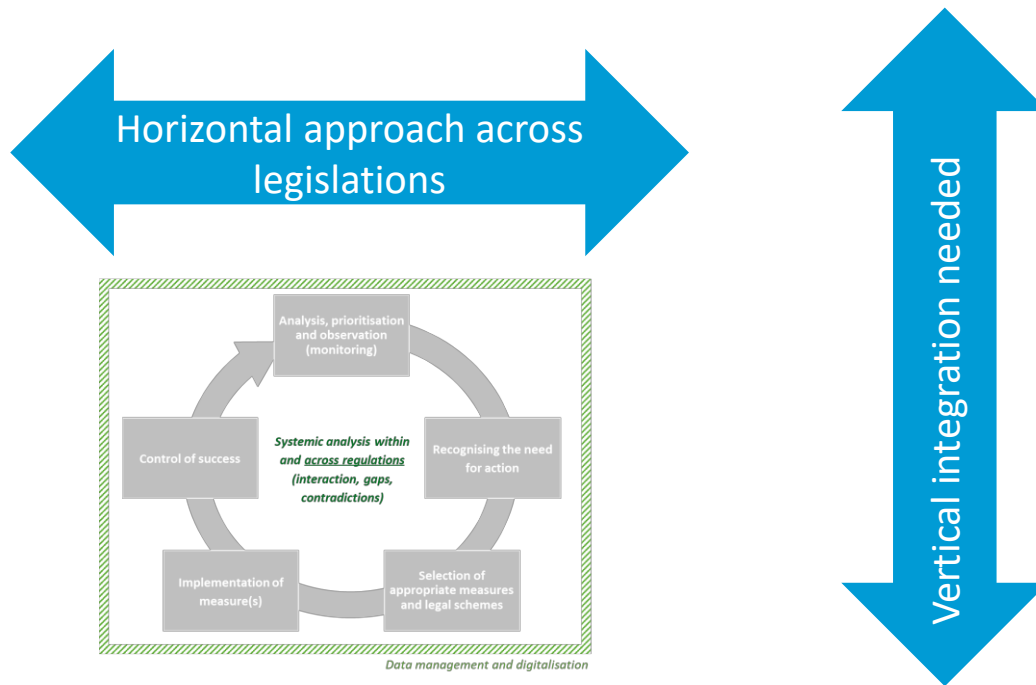 Horizontal approach across
legislations
Vertical integration needed
Analysis, prioritisation
and observation
(monitoring)
Recognising the need
for action
Selection of
appropriate measures
and legal schemes
Implementation of
measure(s)
Control of success
Systemic analysis within
and across regulations
(interaction, gaps,
contradictions)
Data management and digitalisation